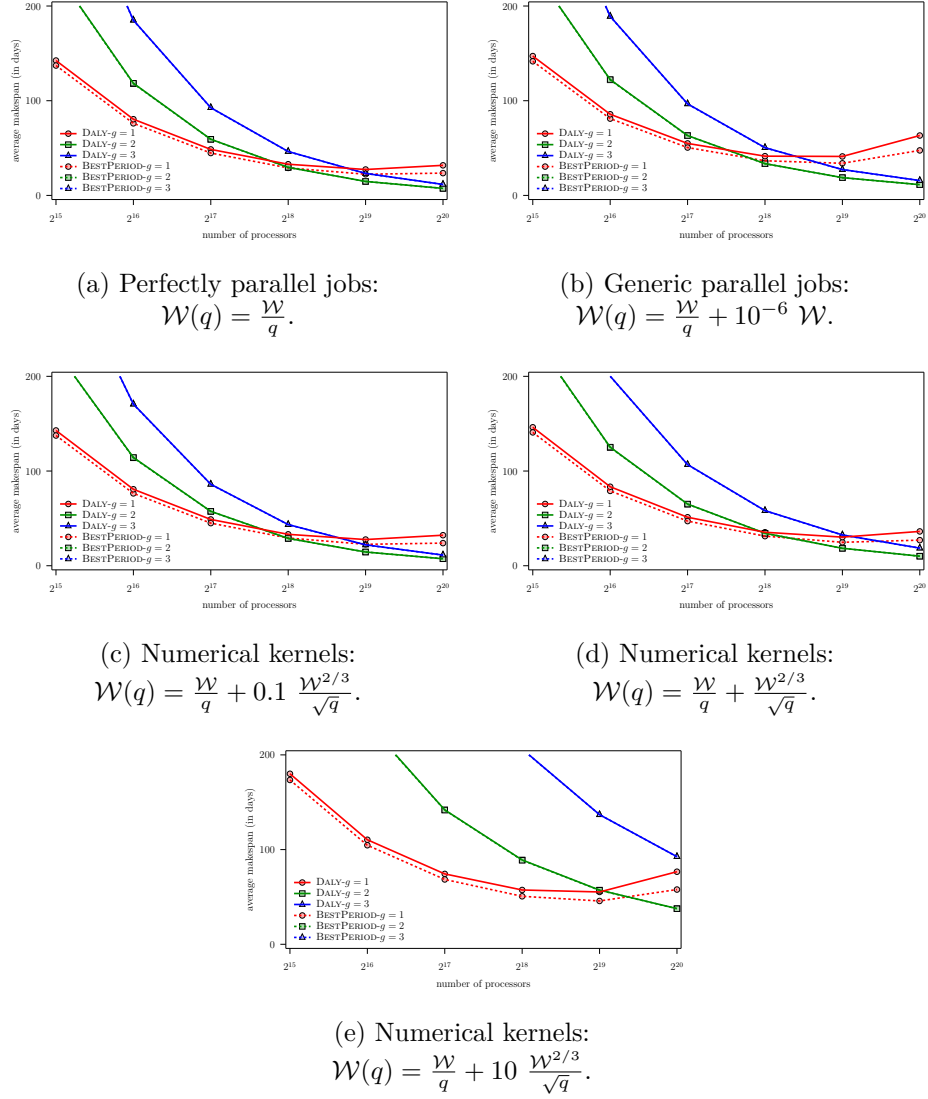 average makespan (in days)
200
100
0
DALY-g = 1
DALY-g = 2
DALY-g = 3
BESTPERIOD-g = 1
BESTPERIOD-g = 2
BESTPERIOD-g = 3
2^15 2^16 2^17 2^18 2^19 2^20
number of processors
(a) Perfectly parallel jobs:
𝒲(q) = 𝒲/q.
average makespan (in days)
200
100
0
DALY-g = 1
DALY-g = 2
DALY-g = 3
BESTPERIOD-g = 1
BESTPERIOD-g = 2
BESTPERIOD-g = 3
2^15 2^16 2^17 2^18 2^19 2^20
number of processors
(b) Generic parallel jobs:
𝒲(q) = 𝒲/q + 10^−6 𝒲.
average makespan (in days)
200
100
0
DALY-g = 1
DALY-g = 2
DALY-g = 3
BESTPERIOD-g = 1
BESTPERIOD-g = 2
BESTPERIOD-g = 3
2^15 2^16 2^17 2^18 2^19 2^20
number of processors
(c) Numerical kernels:
𝒲(q) = 𝒲/q + 0.1 𝒲^2/3/√q.
average makespan (in days)
200
100
0
DALY-g = 1
DALY-g = 2
DALY-g = 3
BESTPERIOD-g = 1
BESTPERIOD-g = 2
BESTPERIOD-g = 3
2^15 2^16 2^17 2^18 2^19 2^20
number of processors
(d) Numerical kernels:
𝒲(q) = 𝒲/q + 𝒲^2/3/√q.
average makespan (in days)
200
100
0
DALY-g = 1
DALY-g = 2
DALY-g = 3
BESTPERIOD-g = 1
BESTPERIOD-g = 2
BESTPERIOD-g = 3
2^15 2^16 2^17 2^18 2^19 2^20
number of processors
(e) Numerical kernels:
𝒲(q) = 𝒲/q + 10 𝒲^2/3/√q.